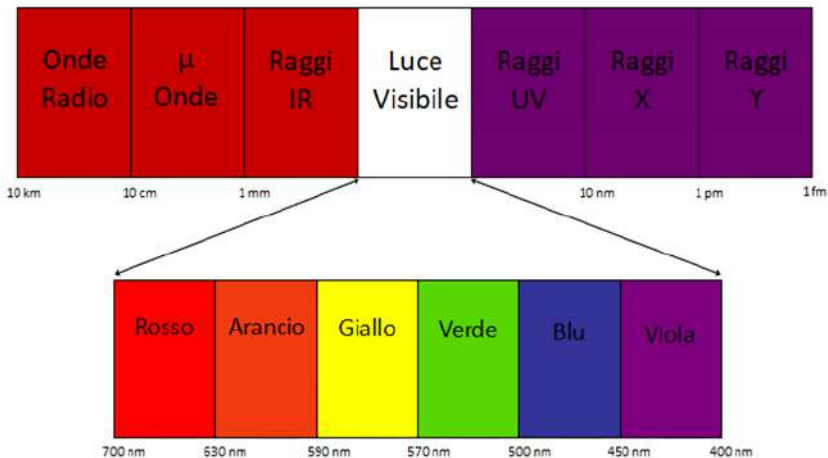 Onde
Radio
μ
Onde
Raggi
IR
Luce
Visibile
Raggi
UV
Raggi
X
Raggi
Y
10 km
10 cm
1 mm
10 nm
1 pm
1 fm
Rosso
Arancio
Giallo
Verde
Blu
Viola
700 nm
630 nm
590 nm
570 nm
500 nm
450 nm
400 nm